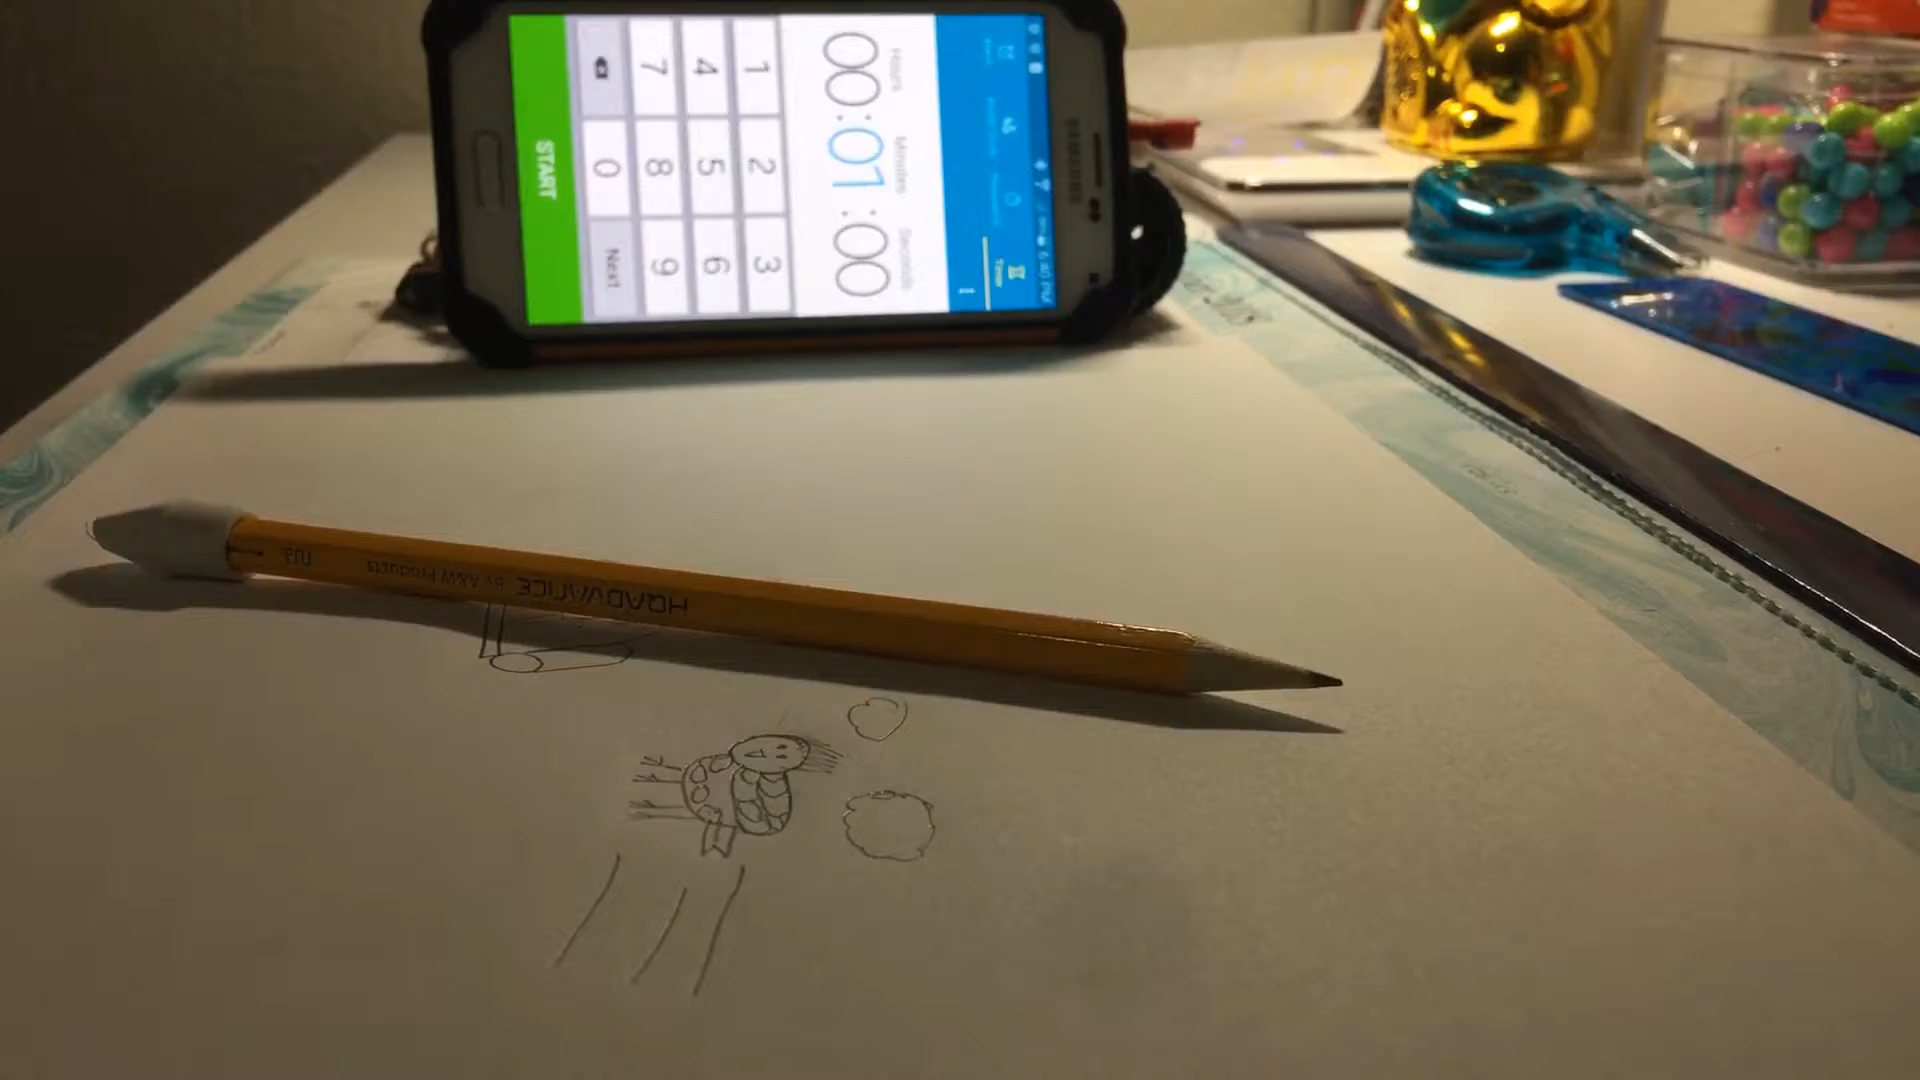 SAMSUNG
Timer
Hours Minutes Seconds
00:01:00
1 2 3
4 5 6
7 8 9
0 Next
START
HQADVANCE by A&W Products